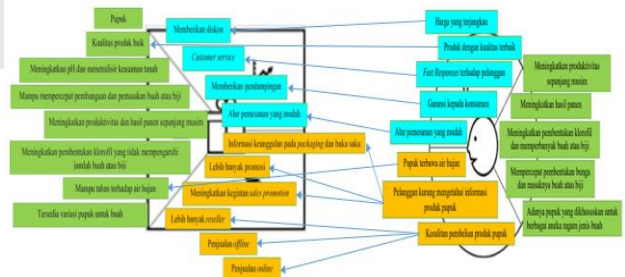 Pupuk
Kualitas produk baik
Meningkatkan pH dan menetralisir keasaman tanah
Mampu mempercepat pembungaan dan pemasakan buah atau biji
Meningkatkan produktivitas dan hasil panen sepanjang musim
Meningkatkan pembentukan klorofil yang tidak mempengaruhi
jumlah buah atau biji
Mampu tahan terhadap air hujan
Tersedia variasi pupuk untuk buah
Memberikan diskon
Customer service
Memberikan pendampingan
Alur pemesanan yang mudah
Informasi keunggulan pada packaging dan buku saku
Lebih banyak promosi
Meningkatkan kegiatan sales promotion
Lebih banyak reseller
Penjualan offline
Penjualan online
Harga yang terjangkau
Produk dengan kualitas terbaik
Fast Responses terhadap pelanggan
Garansi kepada konsumen
Alur pemesanan yang mudah
Pupuk terbawa air hujan
Pelanggan kurang mengetahui informasi
produk pupuk
Kesulitan pembelian produk pupuk
Meningkatkan produktivitas
sepanjang musim
Meningkatkan hasil panen
Meningkatkan pembentukan klorofil
dan memperbanyak buah atau biji
Mempercepat pembentukan bunga
dan masaknya buah atau biji
Adanya pupuk yang dikhususkan untuk
berbagai aneka ragam jenis buah